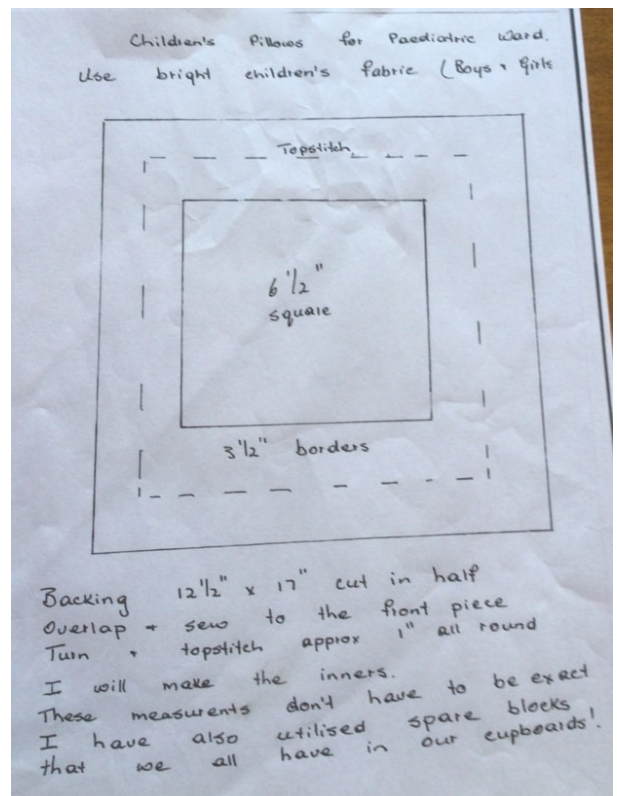 Children's Pillows for Paediatric Ward.
Use bright children's fabric (Boys + Girls
Topstitch
6 1/2"
square
3 1/2" borders
Backing 12 1/2" x 17" cut in half
Overlap + sew to the front piece
Turn + topstitch approx 1" all round
I will make the inners.
These measurents don't have to be exact
I have also utilised spare blocks
that we all have in our cupboards!